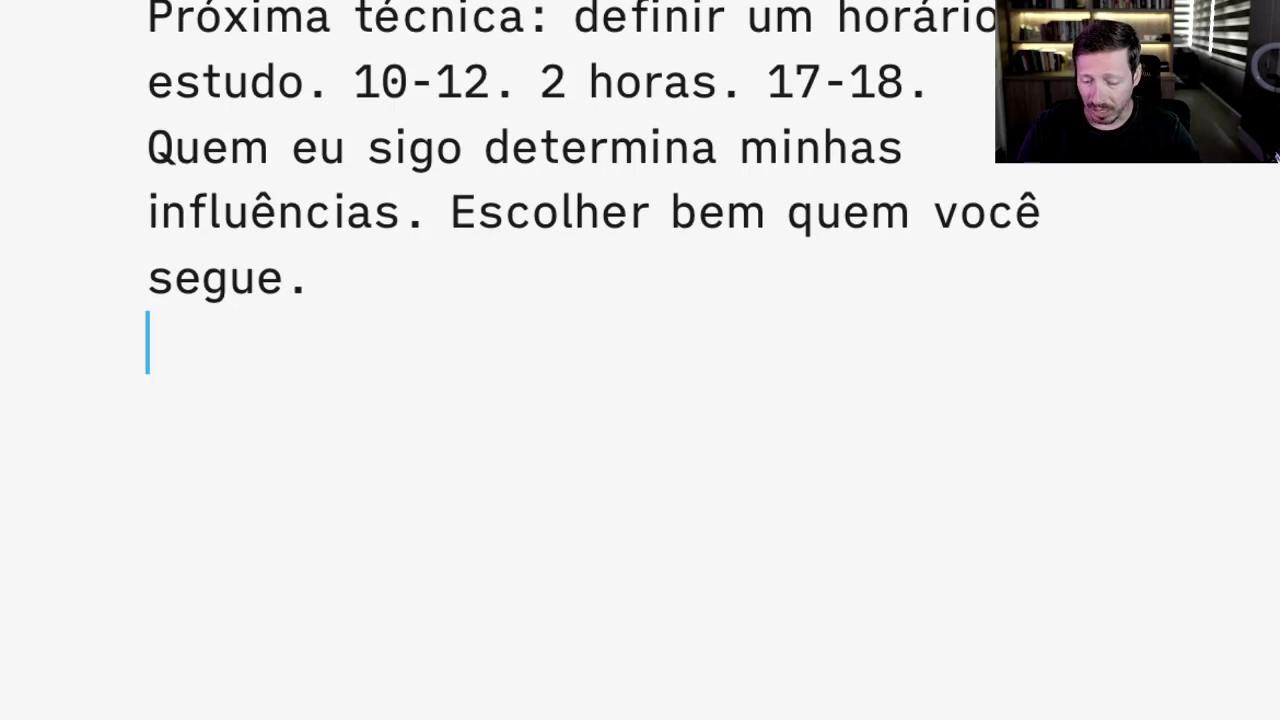 Próxima técnica: definir um horário
estudo. 10-12. 2 horas. 17-18.
Quem eu sigo determina minhas
influências. Escolher bem quem você
segue.